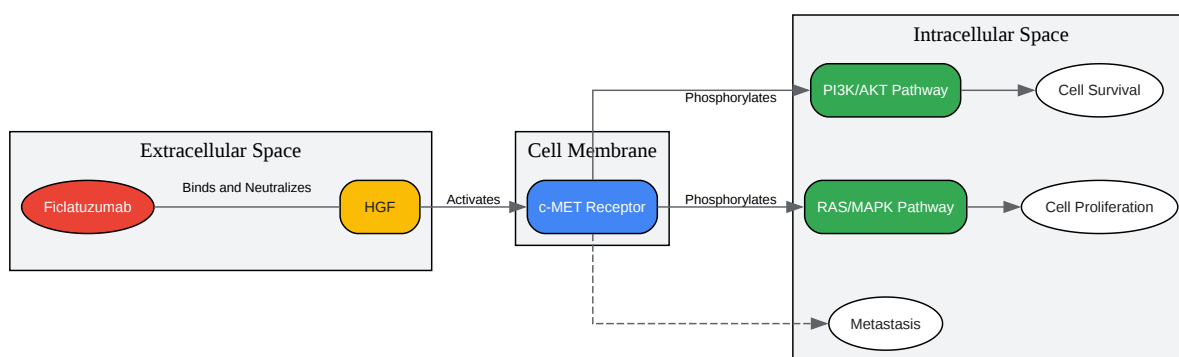 Extracellular Space
Ficlatuzumab
Binds and Neutralizes
HGF
Activates
Cell Membrane
c-MET Receptor
Phosphorylates
Phosphorylates
Intracellular Space
PI3K/AKT Pathway
Cell Survival
RAS/MAPK Pathway
Cell Proliferation
Metastasis